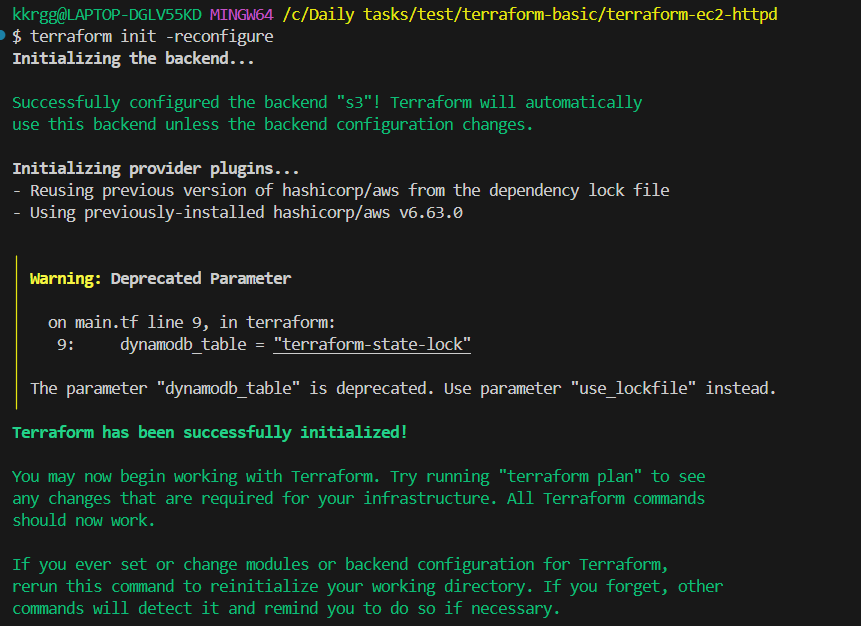 kkrgg@LAPTOP-DGLV55KD MINGW64 /c/Daily tasks/test/terraform-basic/terraform-ec2-httpd
$ terraform init -reconfigure
Initializing the backend...
Successfully configured the backend "s3"! Terraform will automatically
use this backend unless the backend configuration changes.
Initializing provider plugins...
- Reusing previous version of hashicorp/aws from the dependency lock file
- Using previously-installed hashicorp/aws v6.63.0
Warning: Deprecated Parameter
on main.tf line 9, in terraform:
9: dynamodb_table = "terraform-state-lock"
The parameter "dynamodb_table" is deprecated. Use parameter "use_lockfile" instead.
Terraform has been successfully initialized!
You may now begin working with Terraform. Try running "terraform plan" to see
any changes that are required for your infrastructure. All Terraform commands
should now work.
If you ever set or change modules or backend configuration for Terraform,
rerun this command to reinitialize your working directory. If you forget, other
commands will detect it and remind you to do so if necessary.